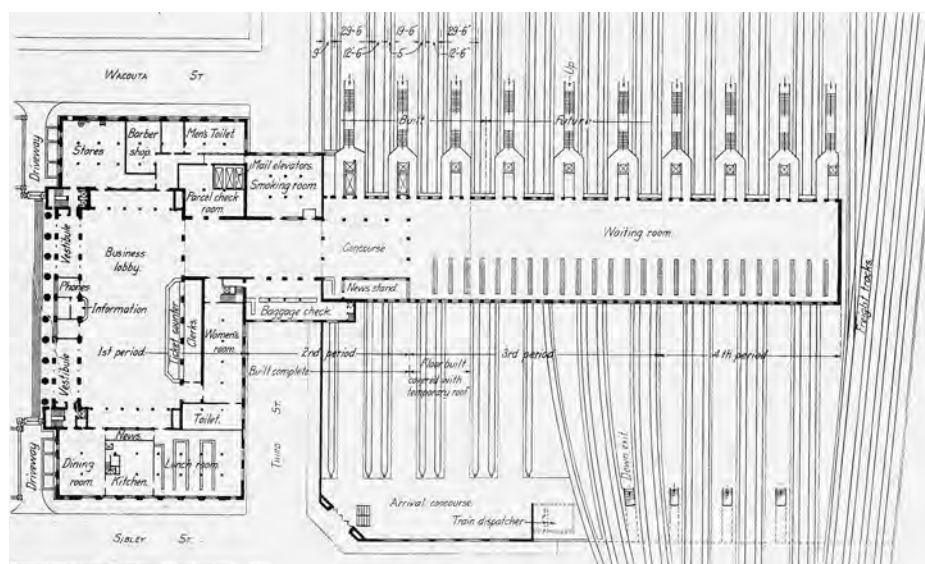 29'-6"
19'-6"
29'-6"
9'
12'-6"
5'
12'-6"
WACOUTA ST.
Up
Built
Future
Driveway
Stores
Barber
shop.
Men's Toilet
Mail elevators.
Smoking room.
Parcel check
room.
Vestibule
Business
lobby.
Concourse
Waiting room.
Phones
Information
News stand.
Baggage check.
Ticket counter
Clerks.
Women's
room.
Freight tracks
1st period
2nd period
3rd period
4th period
Built complete
Floor built
covered with
temporary roof
Vestibule
Toilet.
THIRD ST.
Down exit
News.
Driveway
Dining
room.
Kitchen.
Lunch room.
Arrival concourse.
Train dispatcher
SIBLEY ST.